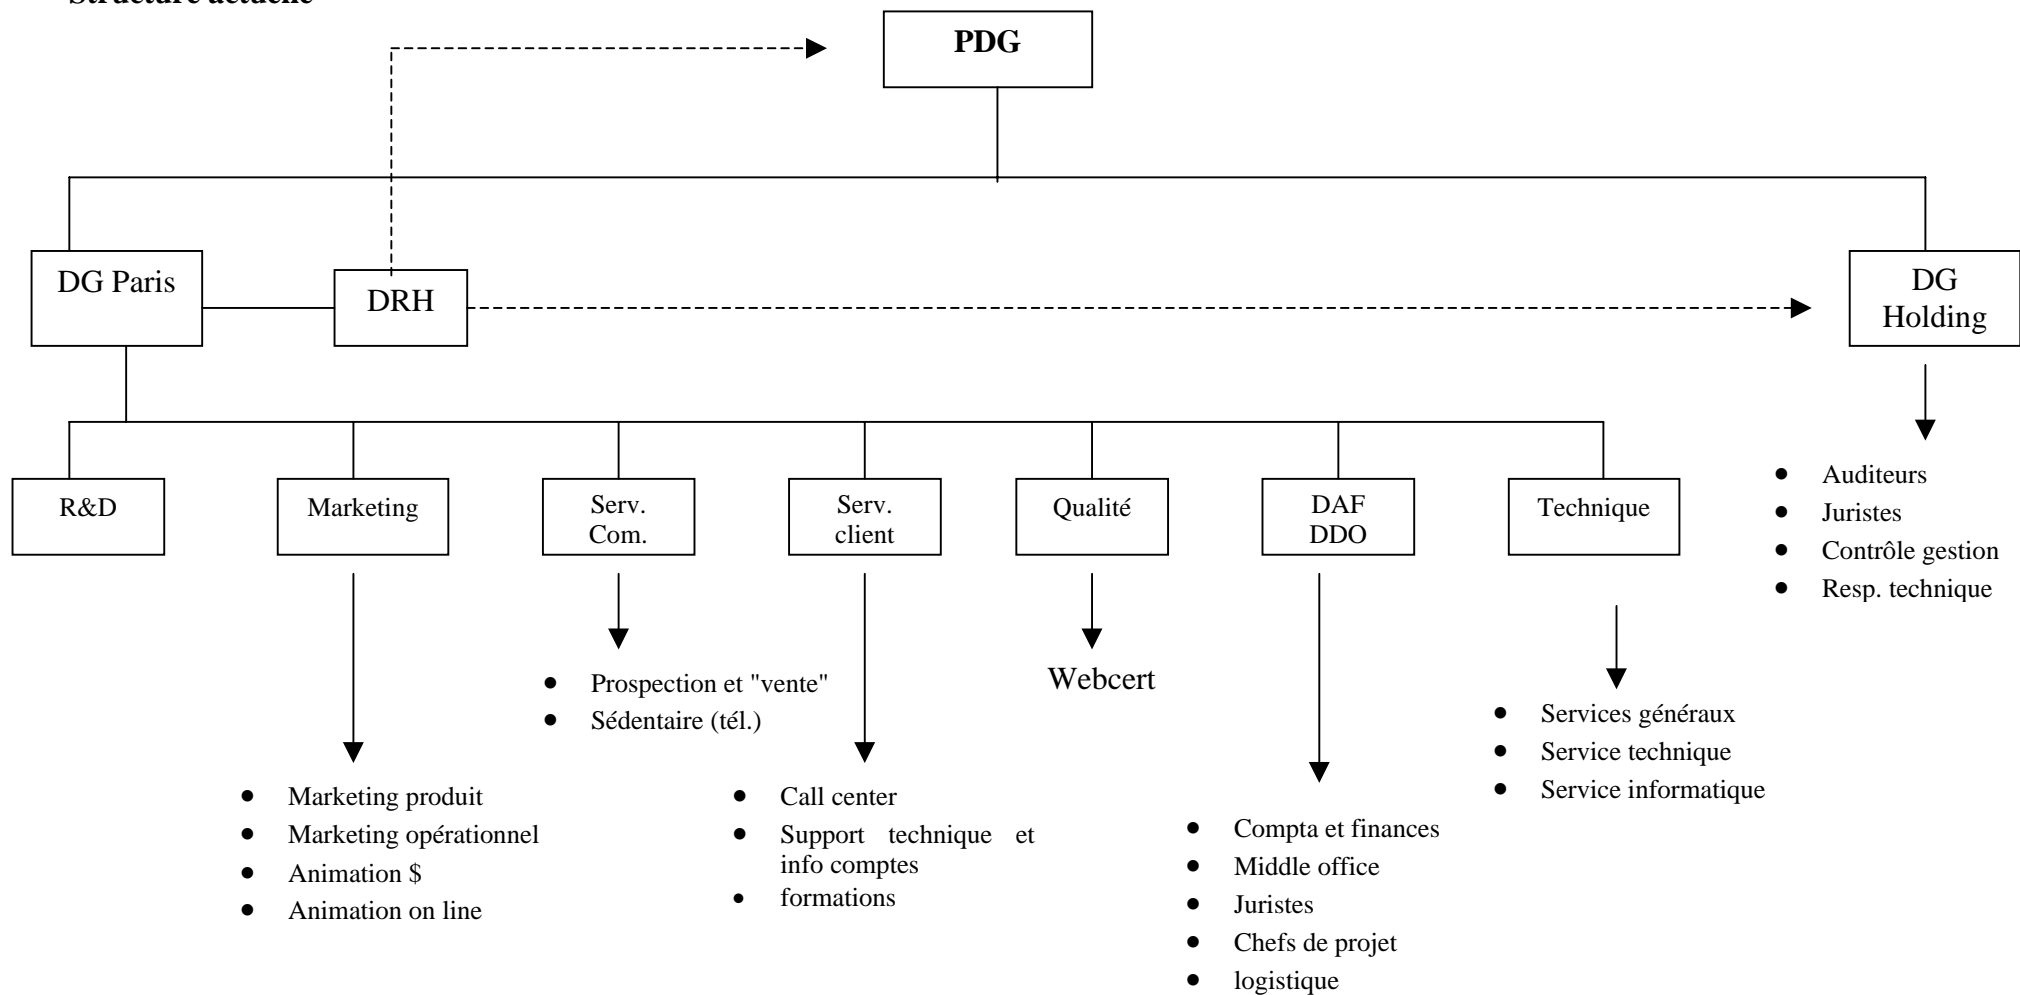 Structure actuelle
PDG
DG Paris
DRH
DG
Holding
R&D
Marketing
Serv.
Com.
Serv.
client
Qualité
DAF
DDO
Technique
• Auditeurs
• Juristes
• Contrôle gestion
• Resp. technique
• Prospection et "vente"
• Sédentaire (tél.)
Webcert
• Services généraux
• Service technique
• Service informatique
• Marketing produit
• Marketing opérationnel
• Animation $
• Animation on line
• Call center
• Support technique et
info comptes
• formations
• Compta et finances
• Middle office
• Juristes
• Chefs de projet
• logistique